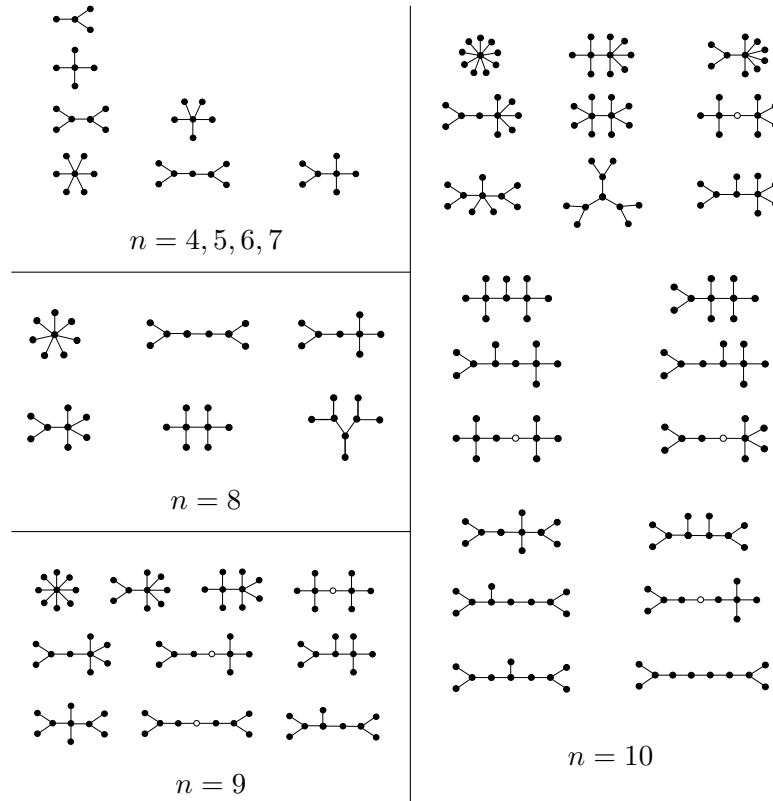 n = 4, 5, 6, 7
n = 8
n = 9
n = 10